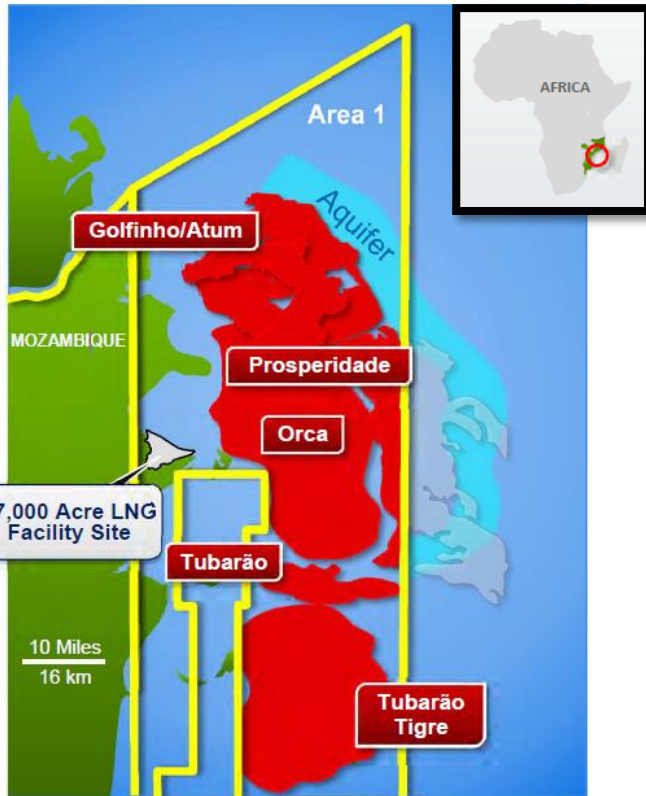 AFRICA
Area 1
Aquifer
Golfinho/Atum
MOZAMBIQUE
Prosperidade
Orca
7,000 Acre LNG
Facility Site
Tubarão
10 Miles
16 km
Tubarão
Tigre